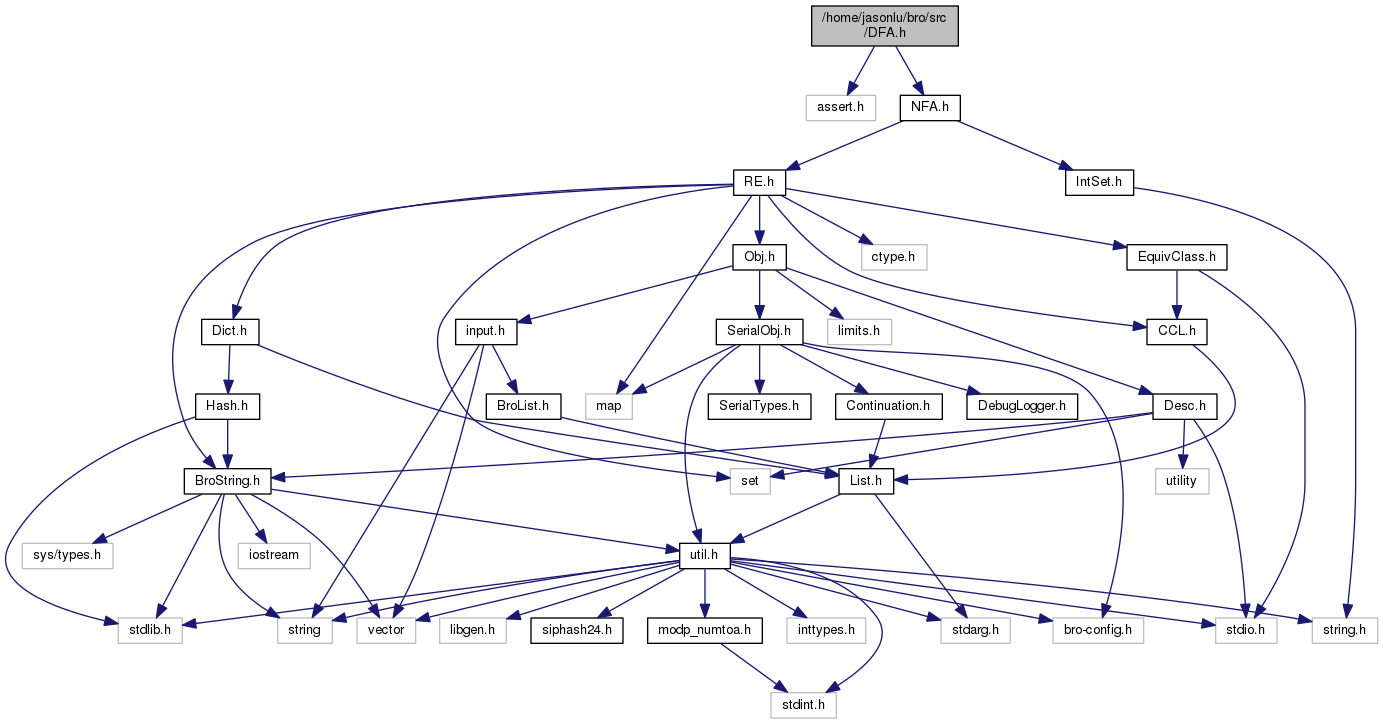 /home/jasonlu/bro/src
/DFA.h
assert.h
NFA.h
RE.h
IntSet.h
Obj.h
ctype.h
EquivClass.h
Dict.h
input.h
SerialObj.h
limits.h
CCL.h
Hash.h
BroList.h
map
SerialTypes.h
Continuation.h
DebugLogger.h
Desc.h
BroString.h
set
List.h
utility
sys/types.h
iostream
util.h
stdlib.h
string
vector
libgen.h
siphash24.h
modp_numtoa.h
inttypes.h
stdarg.h
bro-config.h
stdio.h
string.h
stdint.h